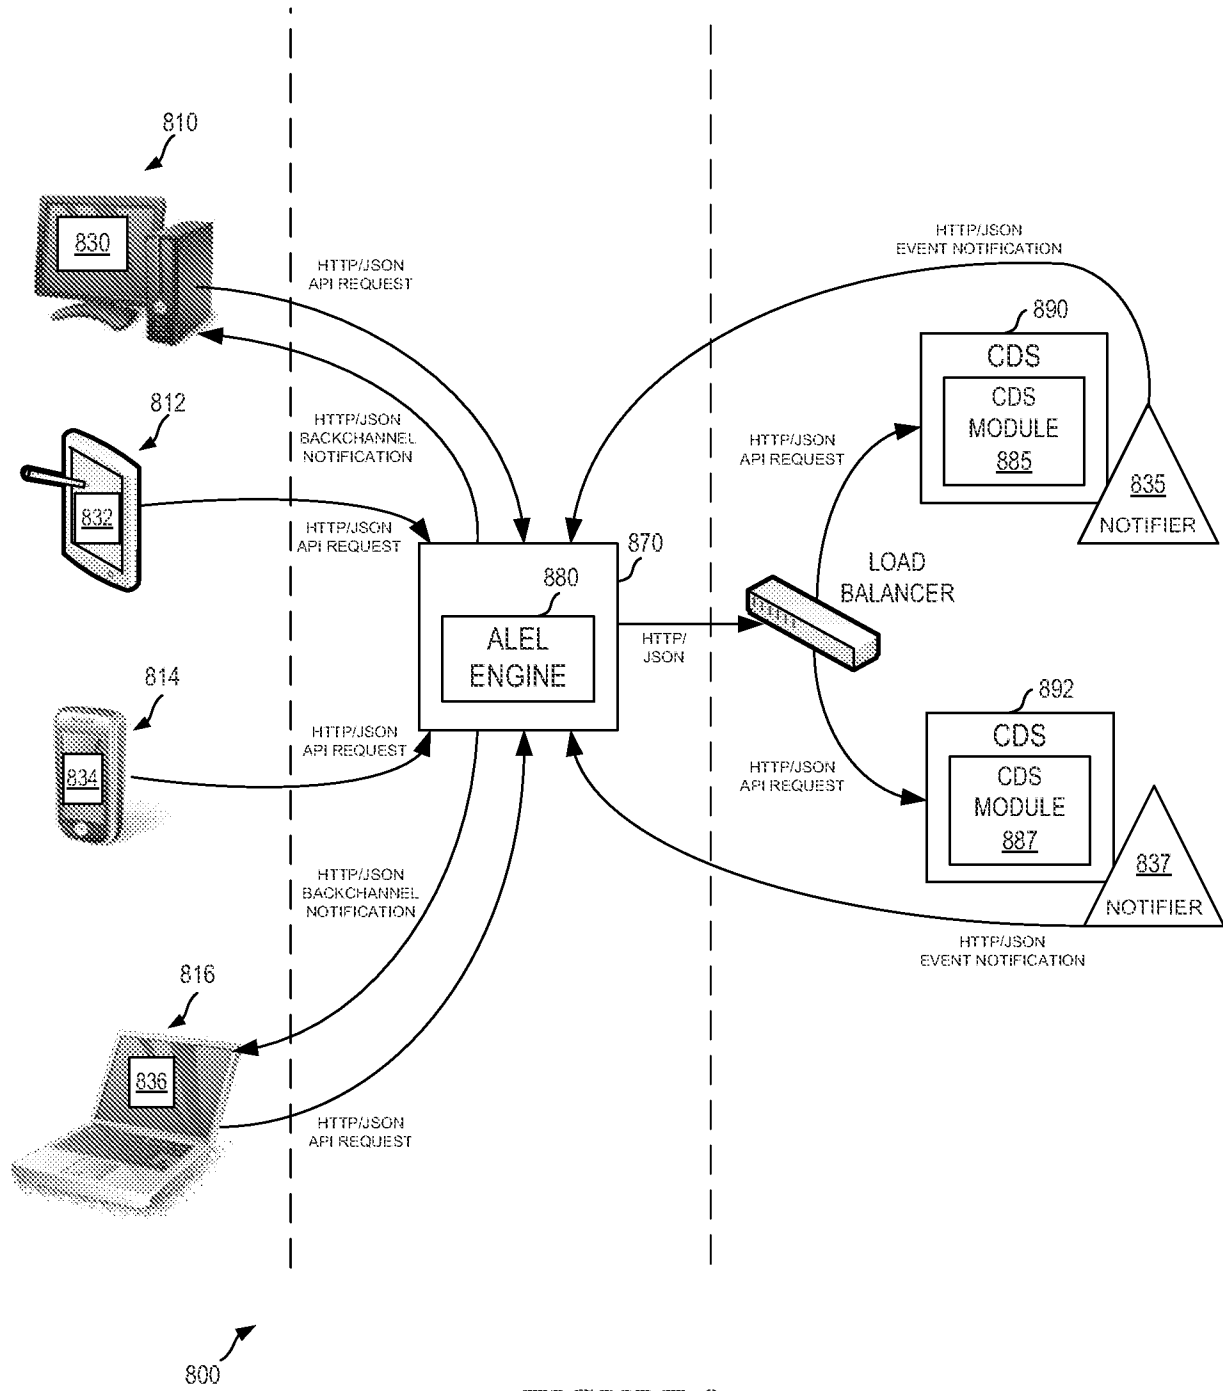 810
830
HTTP/JSON
API REQUEST
HTTP/JSON
EVENT NOTIFICATION
890
CDS
CDS
MODULE
885
835
NOTIFIER
812
832
HTTP/JSON
BACKCHANNEL
NOTIFICATION
HTTP/JSON
API REQUEST
HTTP/JSON
API REQUEST
870
880
ALEL
ENGINE
HTTP/
JSON
LOAD
BALANCER
814
834
HTTP/JSON
API REQUEST
892
CDS
CDS
MODULE
887
837
NOTIFIER
HTTP/JSON
API REQUEST
HTTP/JSON
BACKCHANNEL
NOTIFICATION
HTTP/JSON
EVENT NOTIFICATION
816
836
HTTP/JSON
API REQUEST
800